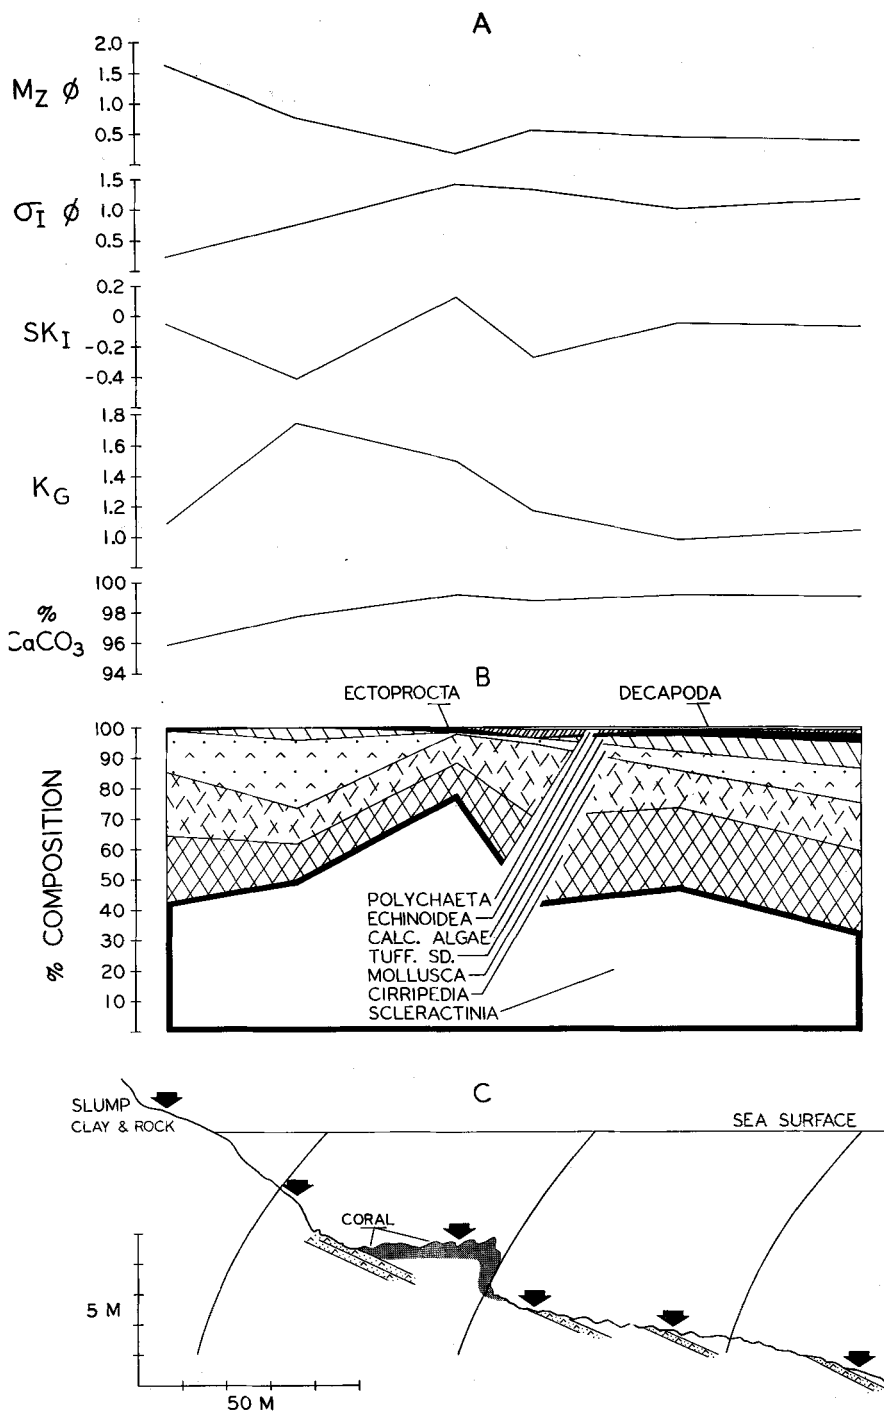 A
M_Z ϕ
2.0
1.5
1.0
0.5
σ_I ϕ
1.5
1.0
0.5
SK_I
0.2
0
-0.2
-0.4
K_G
1.8
1.6
1.4
1.2
1.0
% CaCO3
100
98
96
94
B
ECTOPROCTA
DECAPODA
% COMPOSITION
100
90
80
70
60
50
40
30
20
10
POLYCHAETA
ECHINOIDEA
CALC. ALGAE
TUFF. SD.
MOLLUSCA
CIRRIPEDIA
SCLERACTINIA
C
SLUMP
CLAY & ROCK
SEA SURFACE
CORAL
5 M
50 M